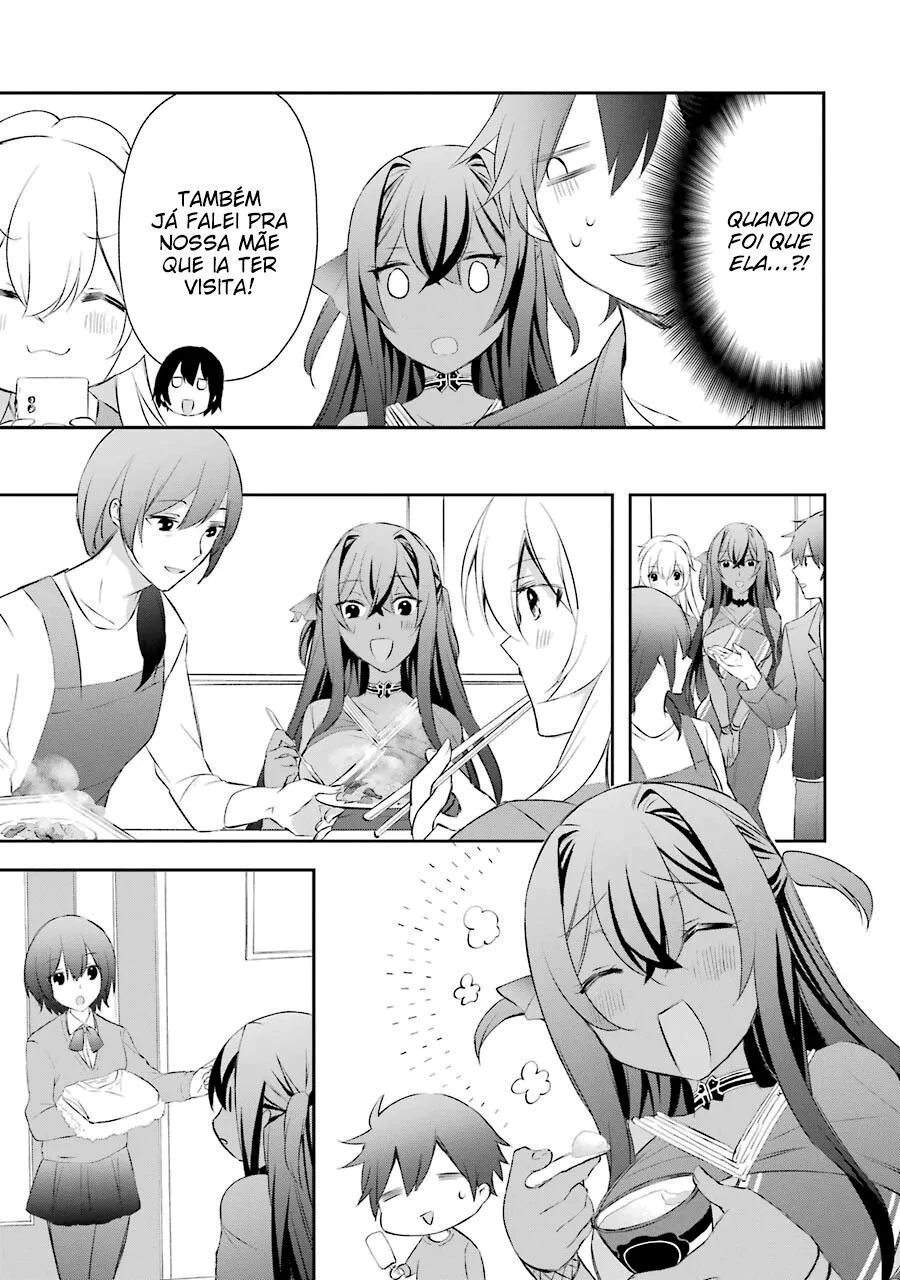 QUANDO
FOI QUE
ELA...?!
TAMBÉM
JÁ FALEI PRA
NOSSA MÃE
QUE IA TER
VISITA!